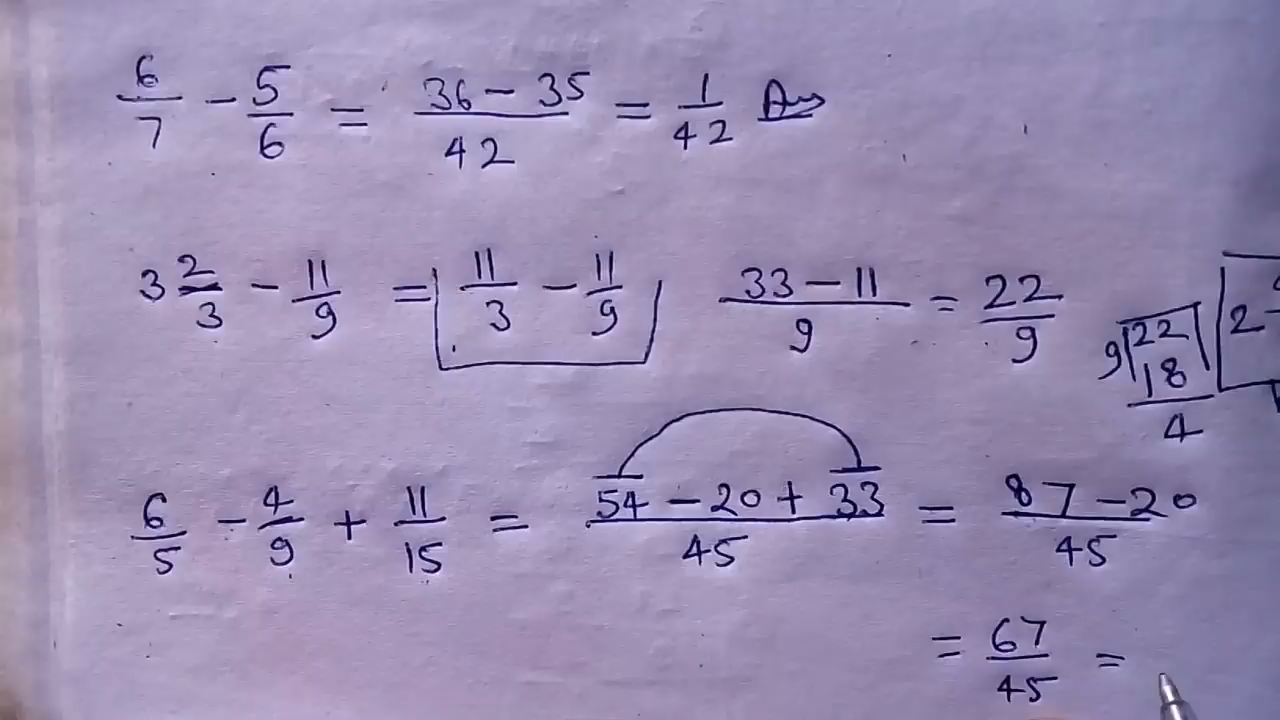 6/7 - 5/6 = 36 - 35/42 = 1/42 Ans
3 2/3 - 11/9 = 11/3 - 11/9 33 - 11/9 = 22/9
9 22 2
18
4
6/5 - 4/9 + 11/15 = 54 - 20 + 33/45 = 87 - 20/45
= 67/45 =